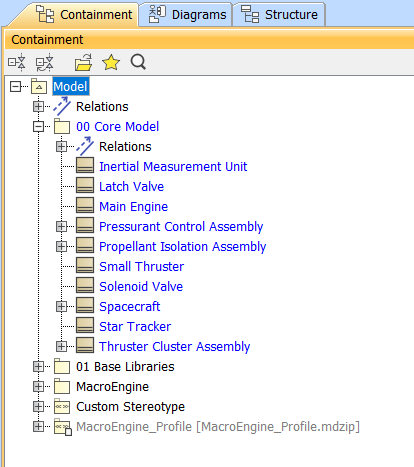 Containment Diagrams Structure
Containment
Model
Relations
00 Core Model
Relations
Inertial Measurement Unit
Latch Valve
Main Engine
Pressurant Control Assembly
Propellant Isolation Assembly
Small Thruster
Solenoid Valve
Spacecraft
Star Tracker
Thruster Cluster Assembly
01 Base Libraries
MacroEngine
Custom Stereotype
MacroEngine_Profile [MacroEngine_Profile.mdzip]